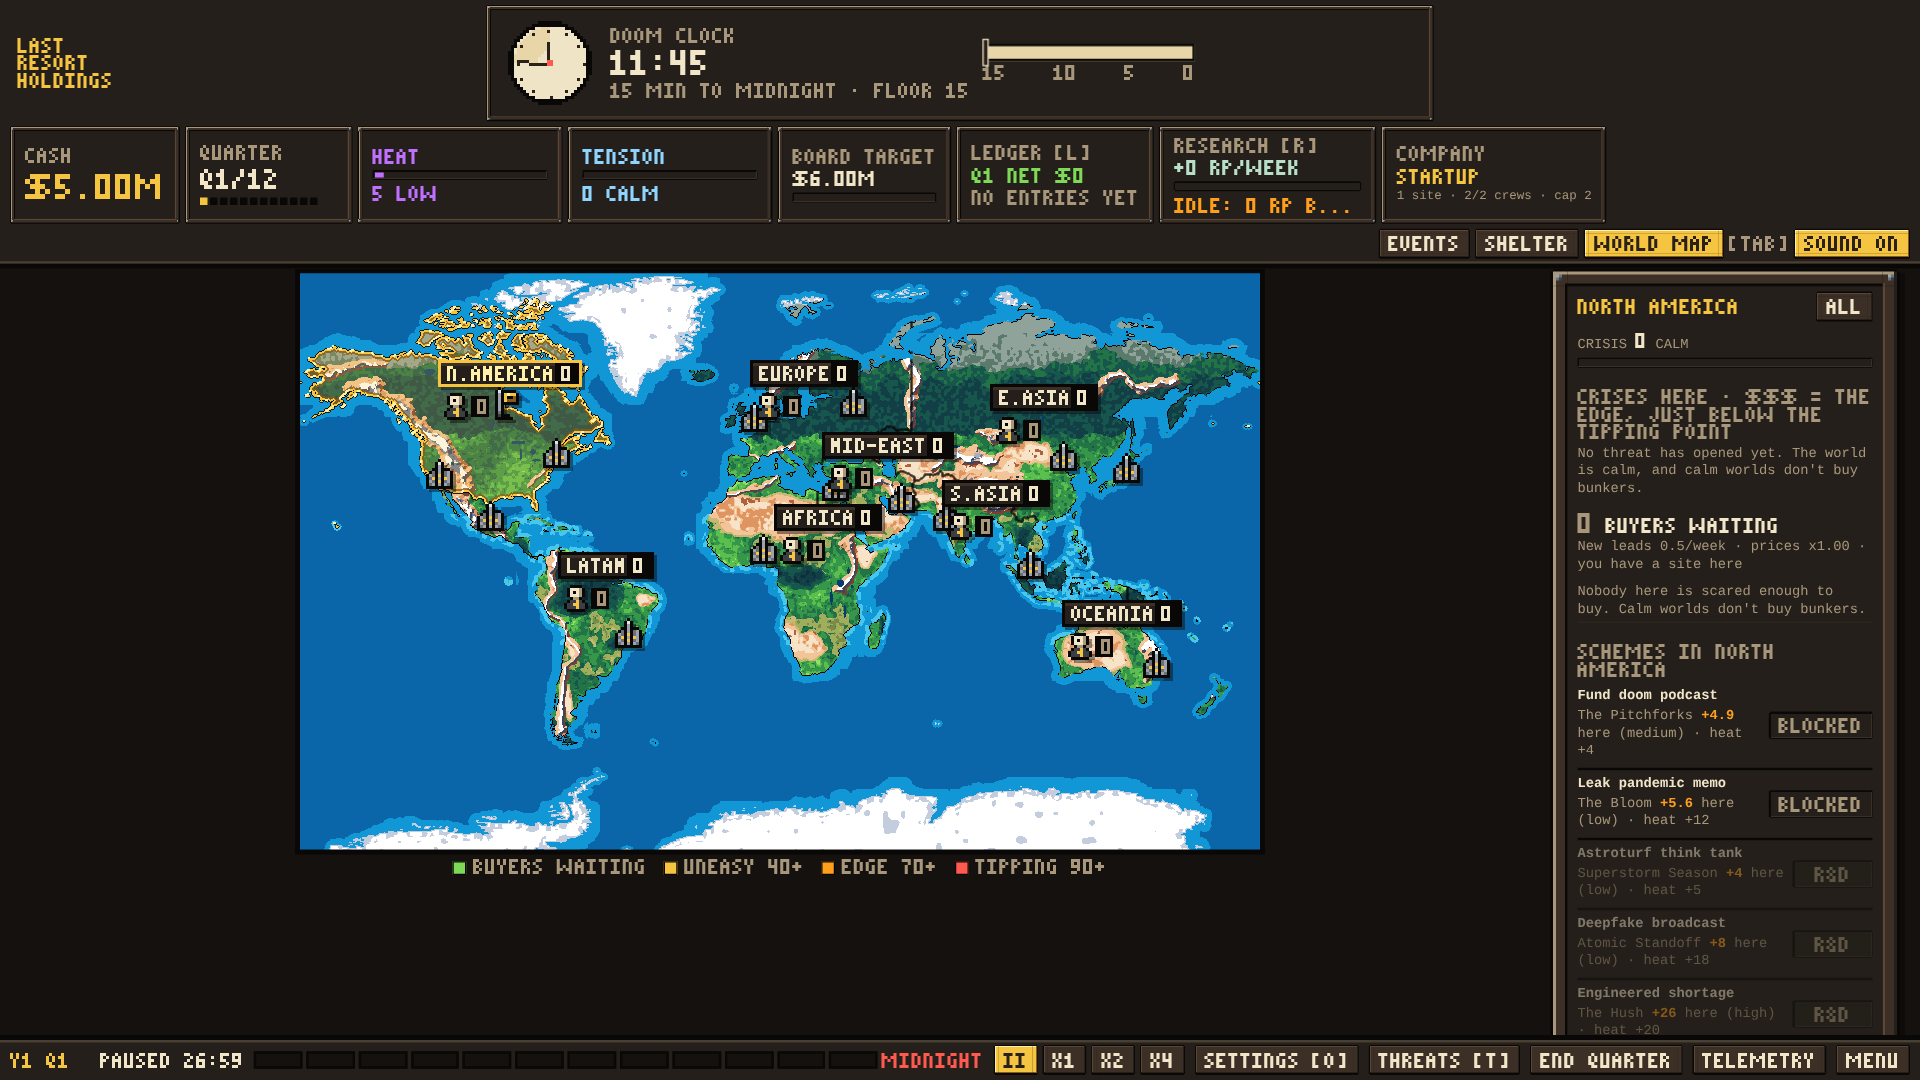 LAST
RESORT
HOLDINGS
DOOM CLOCK
11:45
15 MIN TO MIDNIGHT · FLOOR 15
15 10 5 0
CASH
$5.00M
QUARTER
Q1/12
HEAT
5 LOW
TENSION
0 CALM
BOARD TARGET
$6.00M
LEDGER [L]
Q1 NET $0
NO ENTRIES YET
RESEARCH [R]
+0 RP/WEEK
IDLE: 0 RP B...
COMPANY
STARTUP
1 site · 2/2 crews · cap 2
EVENTS
SHELTER
WORLD MAP
[TAB]
SOUND ON
N.AMERICA 0
0
EUROPE 0
0
E.ASIA 0
0
MID-EAST 0
0
S.ASIA 0
0
AFRICA 0
0
LATAM 0
0
OCEANIA 0
0
BUYERS WAITING
UNEASY 40+
EDGE 70+
TIPPING 90+
NORTH AMERICA
ALL
CRISIS 0 CALM
CRISES HERE · $$$ = THE
EDGE, JUST BELOW THE
TIPPING POINT
No threat has opened yet. The world
is calm, and calm worlds don't buy
bunkers.
0 BUYERS WAITING
New leads 0.5/week · prices x1.00 ·
you have a site here
Nobody here is scared enough to
buy. Calm worlds don't buy bunkers.
SCHEMES IN NORTH
AMERICA
Fund doom podcast
The Pitchforks +4.9
here (medium) · heat
+4
BLOCKED
Leak pandemic memo
The Bloom +5.6 here
(low) · heat +12
BLOCKED
Astroturf think tank
Superstorm Season +4 here
(low) · heat +5
R&D
Deepfake broadcast
Atomic Standoff +8 here
(low) · heat +18
R&D
Engineered shortage
The Hush +26 here (high)
· heat +20
R&D
Y1 Q1
PAUSED 26:59
MIDNIGHT
II
X1
X2
X4
SETTINGS [O]
THREATS [T]
END QUARTER
TELEMETRY
MENU